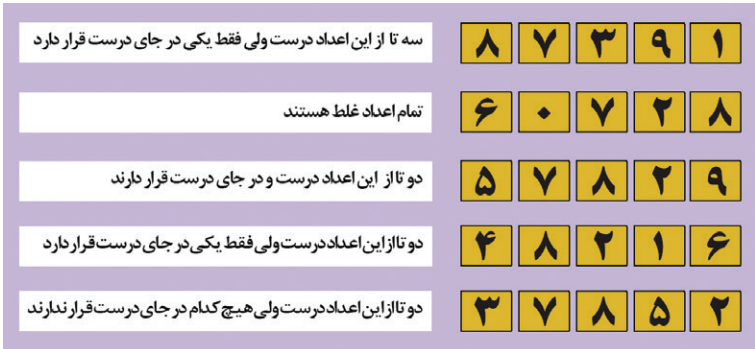 سه تا از این اعداد درست ولی فقط یکی در جای درست قرار دارد ۸ ۷ ۳ ۹ ۱
تمام اعداد غلط هستند ۶ ۰ ۷ ۲ ۸
دو تا از این اعداد درست و در جای درست قرار دارند ۵ ۷ ۸ ۲ ۹
دو تا از این اعداد درست ولی فقط یکی در جای درست قرار دارد ۴ ۸ ۲ ۱ ۶
دو تا از این اعداد درست ولی هیچ کدام در جای درست قرار ندارند ۳ ۷ ۸ ۵ ۲